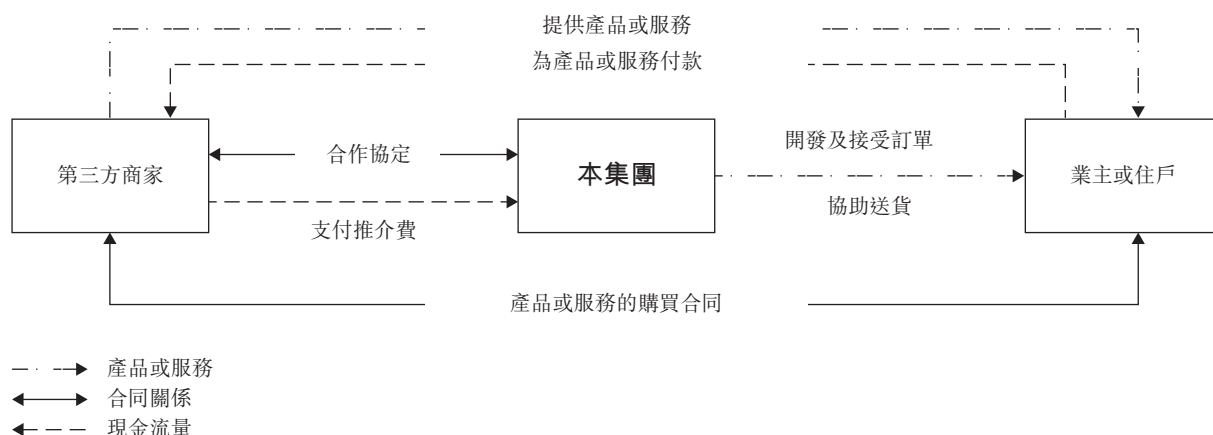 提供產品或服務
為產品或服務付款
第三方商家
合作協定
支付推介費
本集團
開發及接受訂單
協助送貨
業主或住戶
產品或服務的購買合同
產品或服務
合同關係
現金流量